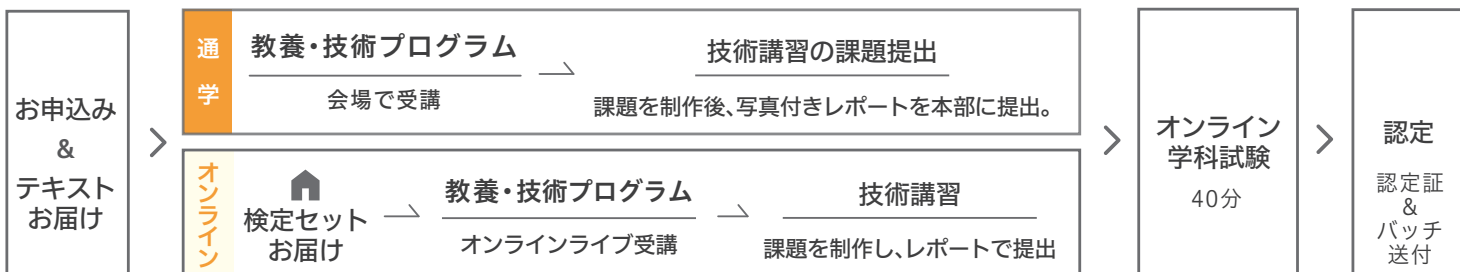 お申込み
&
テキスト
お届け
通学
教養・技術プログラム
会場で受講
技術講習の課題提出
課題を制作後、写真付きレポートを本部に提出。
オンライン
検定セット
お届け
教養・技術プログラム
オンラインライブ受講
技術講習
課題を制作し、レポートで提出
オンライン
学科試験
40分
認定
認定証
&
バッチ
送付